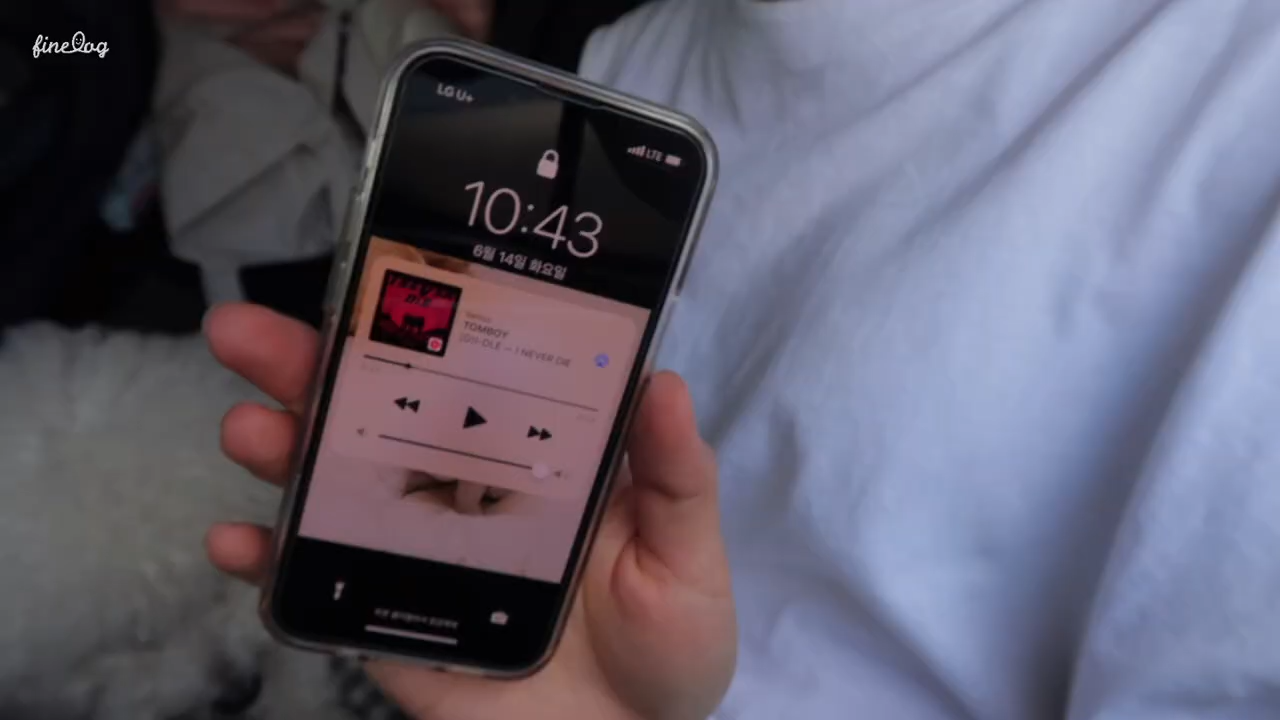 fineLog
LG U+
LTE
10:43
6월 14일 화요일
TOMBOY
(G)I-DLE — I NEVER DIE